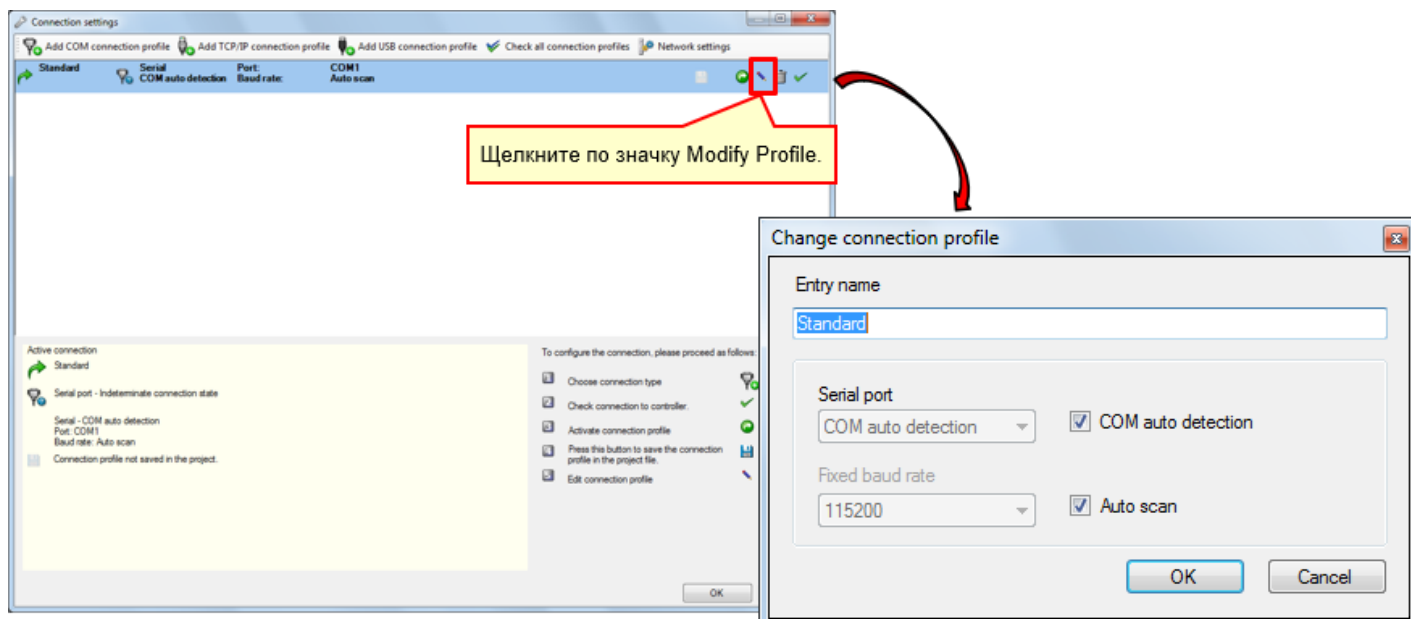 Connection settings
Add COM connection profile Add TCP/IP connection profile Add USB connection profile Check all connection profiles Network settings
Standard Serial Port: COM1
COM auto detection Baud rate: Auto scan
Щелкните по значку Modify Profile.
Change connection profile
Entry name
Standard
Serial port
COM auto detection COM auto detection
Fixed baud rate
115200 Auto scan
OK Cancel
Active connection
Standard
Serial port - Indeterminate connection state
Serial - COM auto detection
Port: COM1
Baud rate: Auto scan
Connection profile not saved in the project.
To configure the connection, please proceed as follows:
Choose connection type
Check connection to controller.
Activate connection profile
Press this button to save the connection
profile in the project file.
Edit connection profile
OK